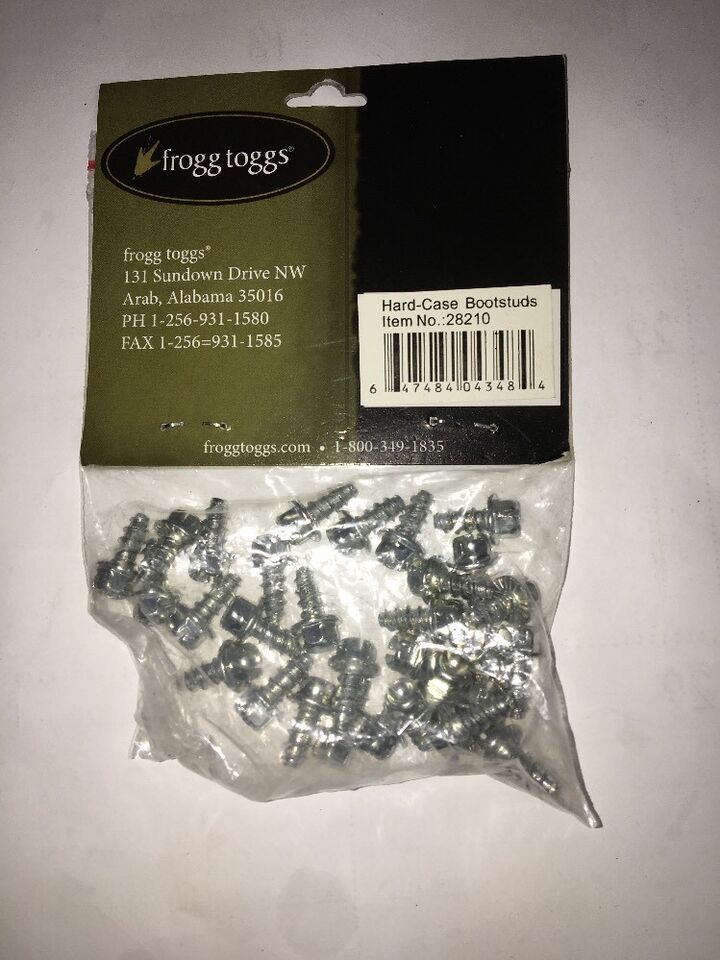 frogg toggs®
frogg toggs®
131 Sundown Drive NW
Arab, Alabama 35016
PH 1-256-931-1580
FAX 1-256=931-1585
Hard-Case Bootstuds
Item No.:28210
6 47484 04348 4
froggtoggs.com • 1-800-349-1835